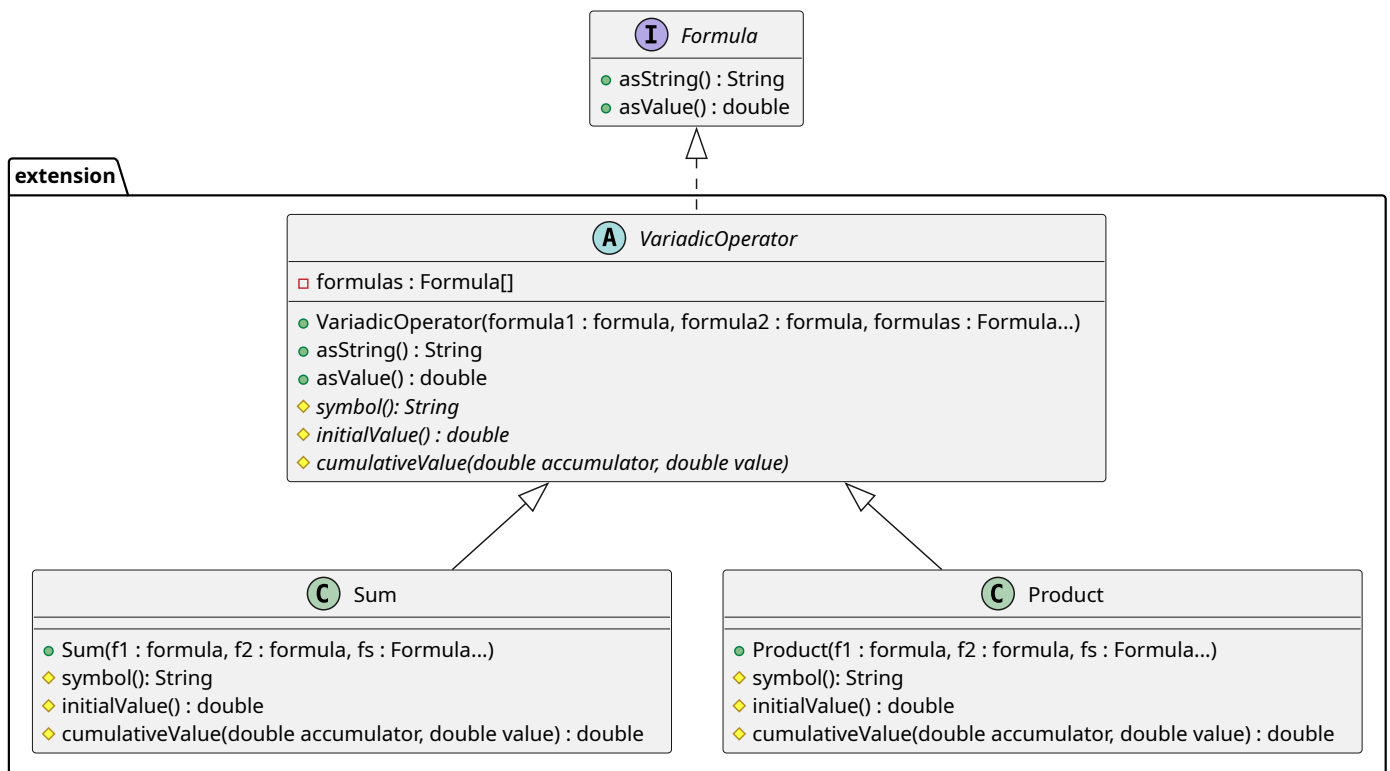 I Formula
asString() : String
asValue() : double
extension
A VariadicOperator
formulas : Formula[]
VariadicOperator(formula1 : formula, formula2 : formula, formulas : Formula...)
asString() : String
asValue() : double
symbol(): String
initialValue() : double
cumulativeValue(double accumulator, double value)
C Sum
Sum(f1 : formula, f2 : formula, fs : Formula...)
symbol(): String
initialValue() : double
cumulativeValue(double accumulator, double value) : double
C Product
Product(f1 : formula, f2 : formula, fs : Formula...)
symbol(): String
initialValue() : double
cumulativeValue(double accumulator, double value) : double